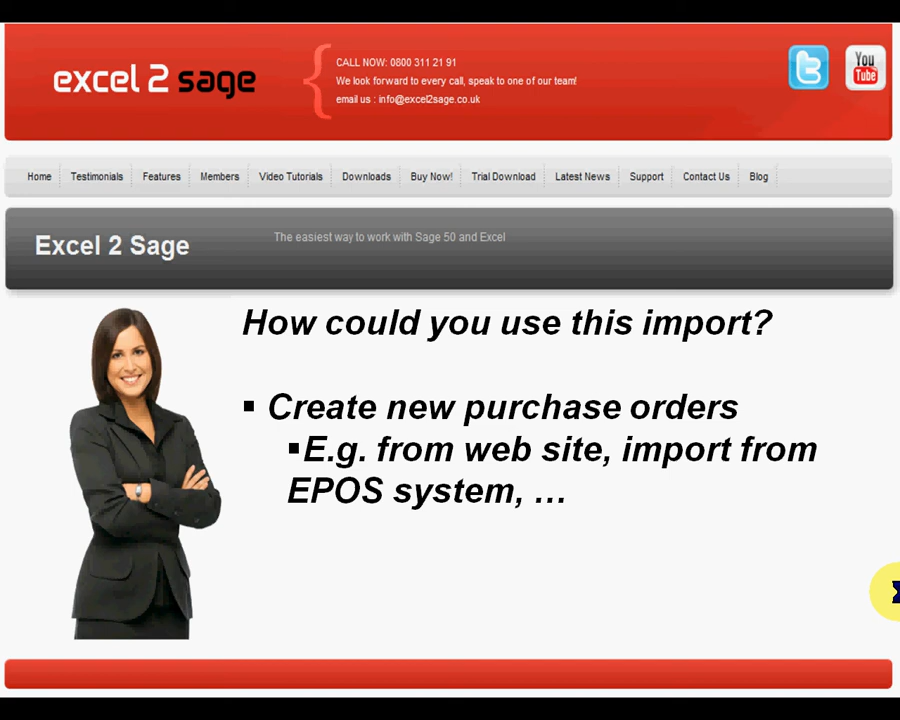 excel 2 sage
CALL NOW: 0800 311 21 91
We look forward to every call, speak to one of our team!
email us : info@excel2sage.co.uk
You
Tube
Home Testimonials Features Members Video Tutorials Downloads Buy Now! Trial Download Latest News Support Contact Us Blog
Excel 2 Sage
The easiest way to work with Sage 50 and Excel
How could you use this import?
▪ Create new purchase orders
▪E.g. from web site, import from
EPOS system, …